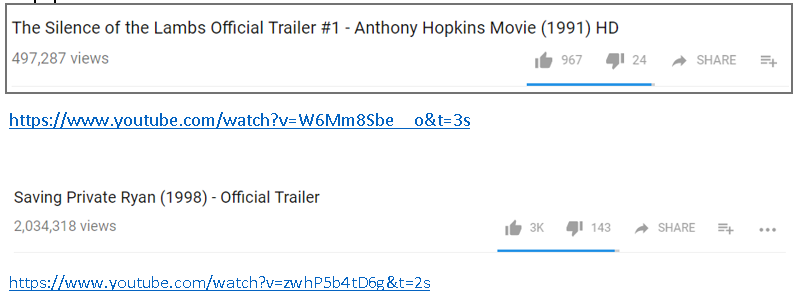 The Silence of the Lambs Official Trailer #1 - Anthony Hopkins Movie (1991) HD
497,287 views 967 24 SHARE
https://www.youtube.com/watch?v=W6Mm8Sbe__o&t=3s
Saving Private Ryan (1998) - Official Trailer
2,034,318 views 3K 143 SHARE
https://www.youtube.com/watch?v=zwhP5b4tD6g&t=2s